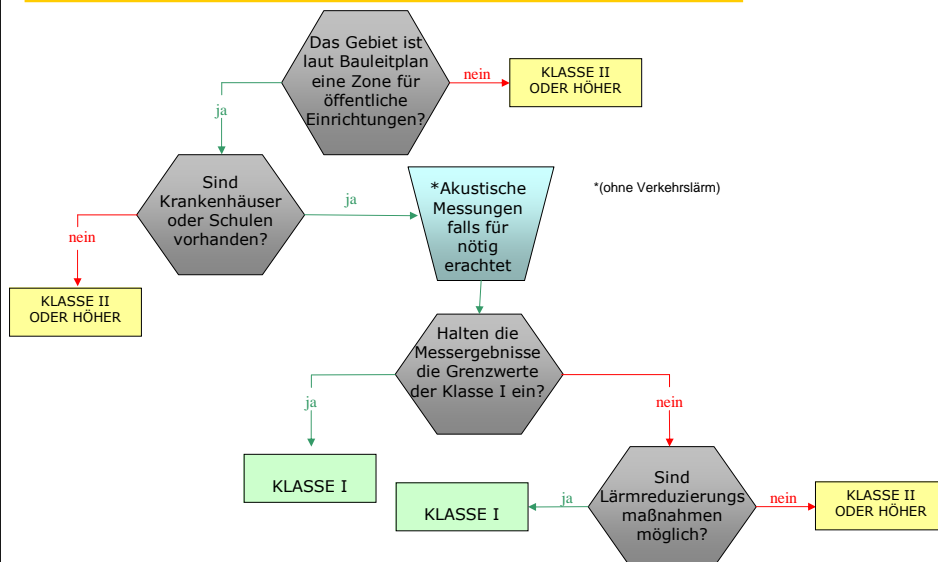 Das Gebiet ist
laut Bauleitplan
eine Zone für
öffentliche
Einrichtungen?
nein
KLASSE II
ODER HÖHER
ja
Sind
Krankenhäuser
oder Schulen
vorhanden?
ja
*Akustische
Messungen
falls für
nötig
erachtet
*(ohne Verkehrslärm)
nein
KLASSE II
ODER HÖHER
Halten die
Messergebnisse
die Grenzwerte
der Klasse I ein?
ja
nein
KLASSE I
Sind
Lärmreduzierungs
maßnahmen
möglich?
ja
KLASSE I
nein
KLASSE II
ODER HÖHER